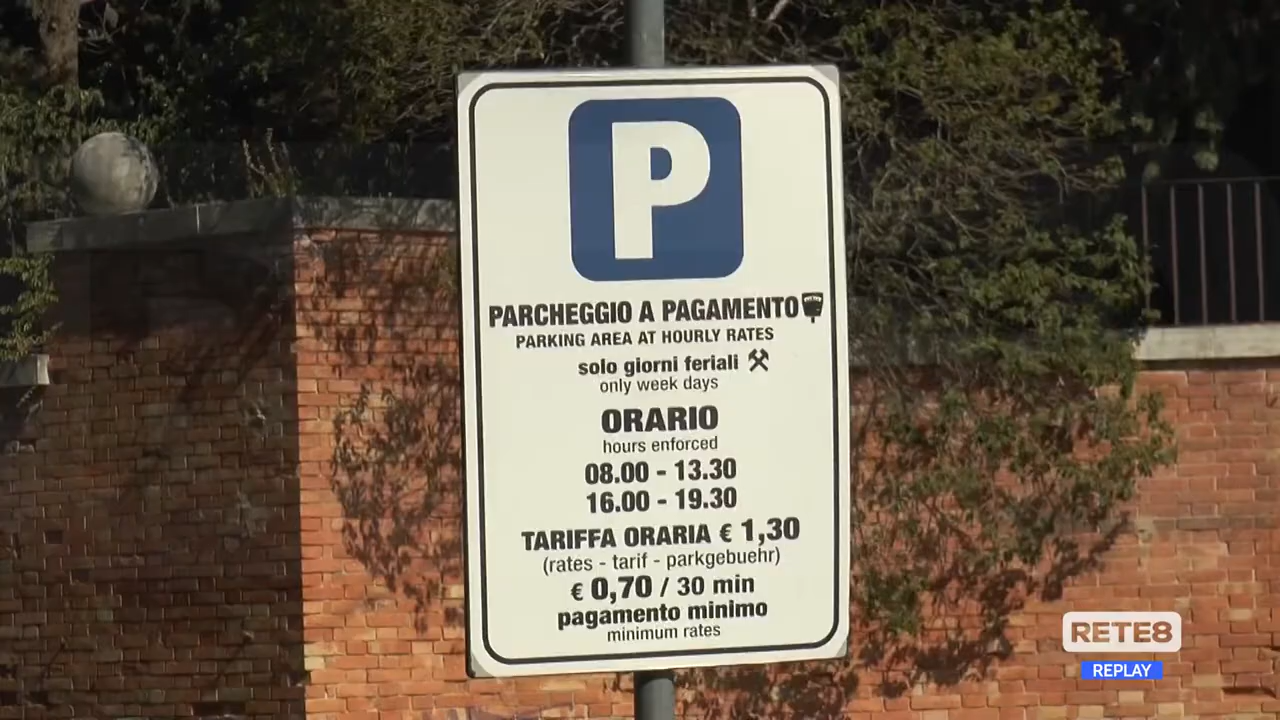 P
PARCHEGGIO A PAGAMENTO
PARKING AREA AT HOURLY RATES
solo giorni feriali
only week days
ORARIO
hours enforced
08.00 - 13.30
16.00 - 19.30
TARIFFA ORARIA € 1,30
(rates - tarif - parkgebuehr)
€ 0,70 / 30 min
pagamento minimo
minimum rates
RETE8
REPLAY